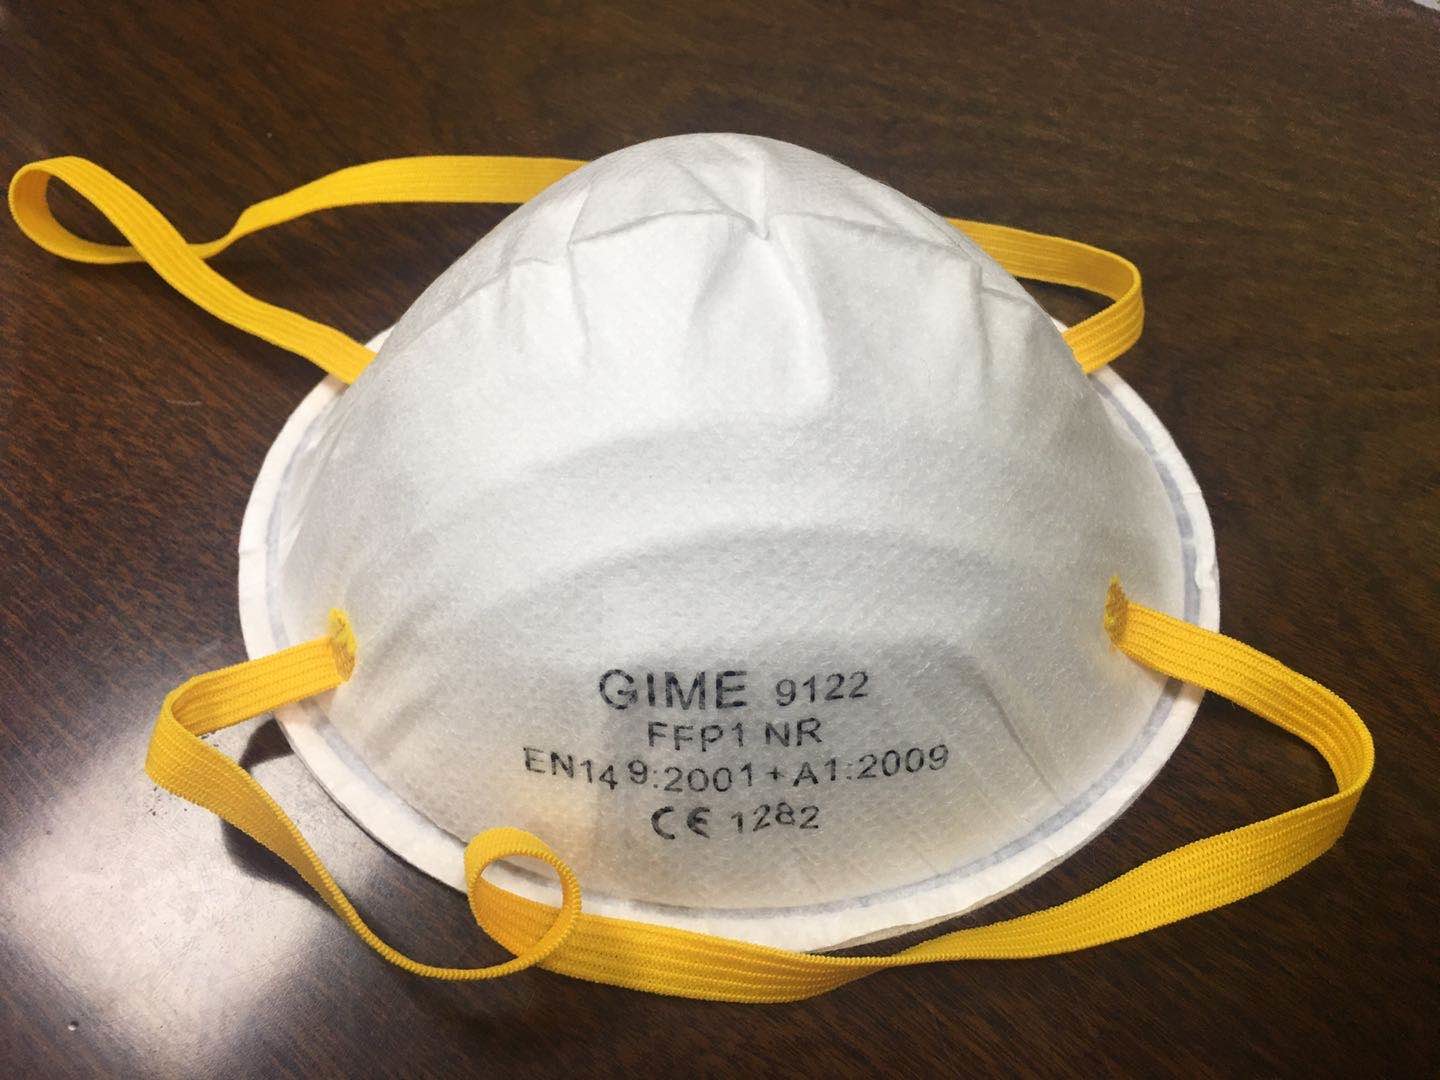 GIME 9122
FFP1 NR
EN149:2001+A1:2009
CE 1282